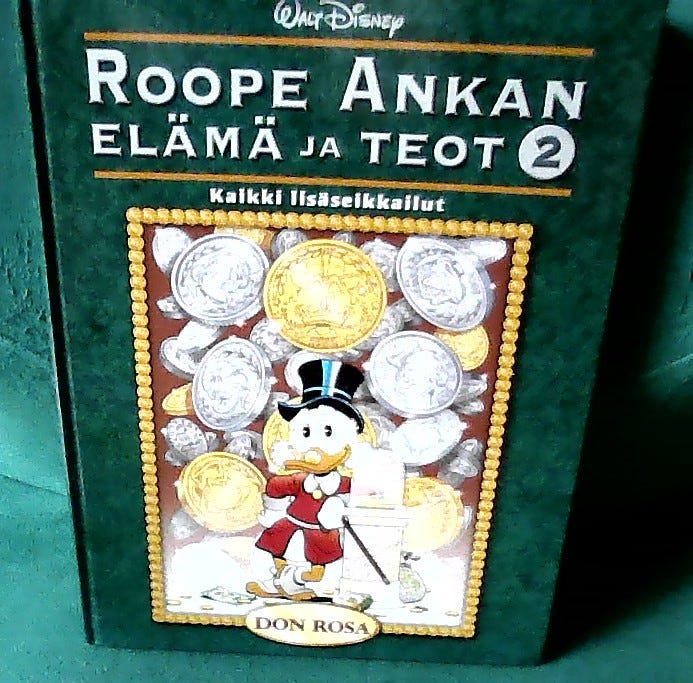 Walt Disney
ROOPE ANKAN
ELÄMÄ JA TEOT 2
Kaikki lisäseikkailut
DON ROSA